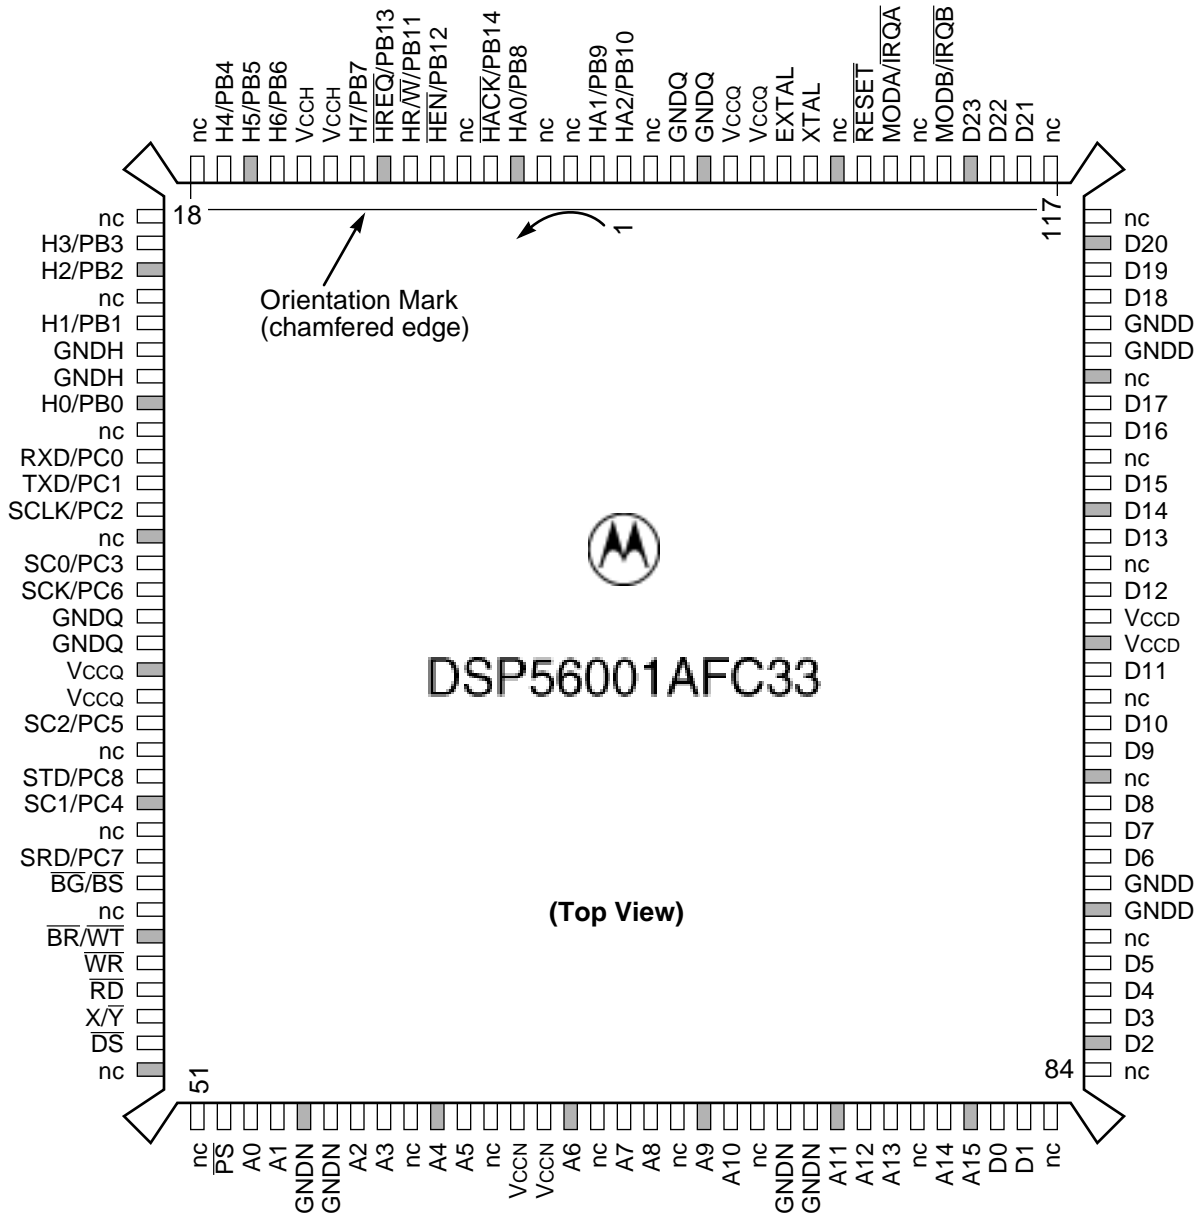 nc
H4/PB4
H5/PB5
H6/PB6
VCCH
VCCH
H7/PB7
HREQ/PB13
HR/W/PB11
HEN/PB12
nc
HACK/PB14
HA0/PB8
nc
nc
HA1/PB9
HA2/PB10
nc
GNDQ
GNDQ
VCCQ
VCCQ
EXTAL
XTAL
nc
RESET
MODA/IRQA
nc
MODB/IRQB
D23
D22
D21
nc
18
1
117
Orientation Mark
(chamfered edge)
nc
H3/PB3
H2/PB2
nc
H1/PB1
GNDH
GNDH
H0/PB0
nc
RXD/PC0
TXD/PC1
SCLK/PC2
nc
SC0/PC3
SCK/PC6
GNDQ
GNDQ
VCCQ
VCCQ
SC2/PC5
nc
STD/PC8
SC1/PC4
nc
SRD/PC7
BG/BS
nc
BR/WT
WR
RD
X/Y
DS
nc
DSP56001AFC33
(Top View)
nc
D20
D19
D18
GNDD
GNDD
nc
D17
D16
nc
D15
D14
D13
nc
D12
VCCD
VCCD
D11
nc
D10
D9
nc
D8
D7
D6
GNDD
GNDD
nc
D5
D4
D3
D2
nc
51
84
nc
PS
A0
A1
GNDN
GNDN
A2
A3
nc
A4
A5
nc
VCCN
VCCN
A6
nc
A7
A8
nc
A9
A10
nc
GNDN
GNDN
A11
A12
A13
nc
A14
A15
D0
D1
nc